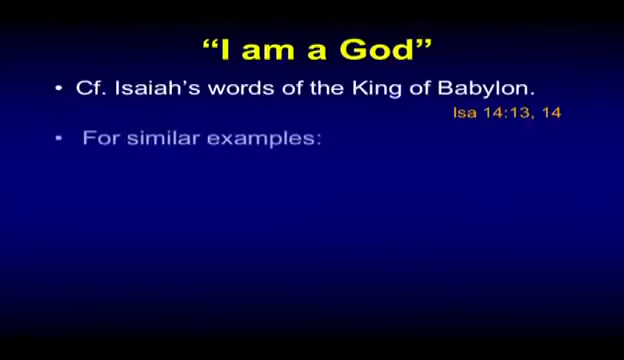 “I am a God”
• Cf. Isaiah’s words of the King of Babylon.
Isa 14:13, 14
• For similar examples: